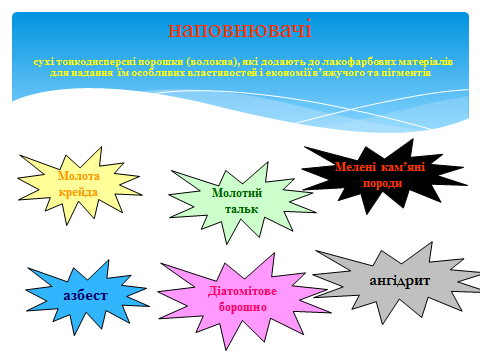 наповнювачі
сухі тонкодисперсні порошки (волокна), які додають до лакофарбових матеріалів
для надання їм особливих властивостей і економії в’яжучого та пігментів
Молота
крейда
Молотий
тальк
Мелені кам’яні
породи
азбест
Діатомітове
борошно
ангідрит